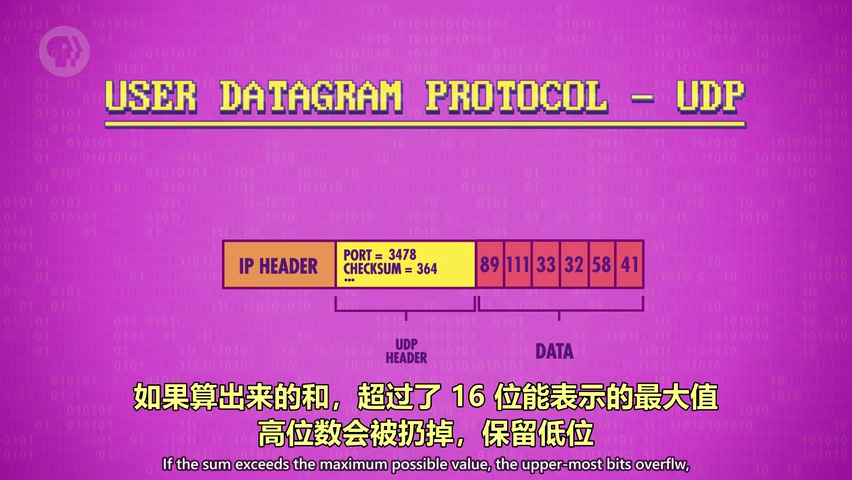 USER DATAGRAM PROTOCOL - UDP
IP HEADER
PORT = 3478
CHECKSUM = 364
...
89 111 33 32 58 41
UDP
HEADER
DATA
如果算出来的和，超过了 16 位能表示的最大值
高位数会被扔掉，保留低位
If the sum exceeds the maximum possible value, the upper-most bits overflw,